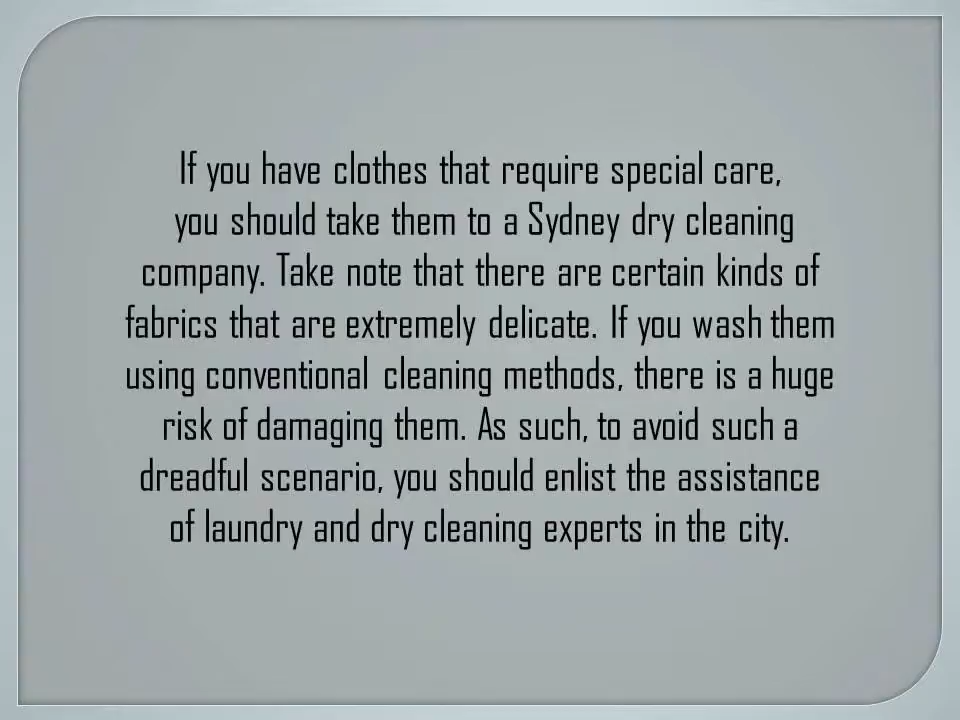 If you have clothes that require special care,
you should take them to a Sydney dry cleaning
company. Take note that there are certain kinds of
fabrics that are extremely delicate. If you wash them
using conventional cleaning methods, there is a huge
risk of damaging them. As such, to avoid such a
dreadful scenario, you should enlist the assistance
of laundry and dry cleaning experts in the city.